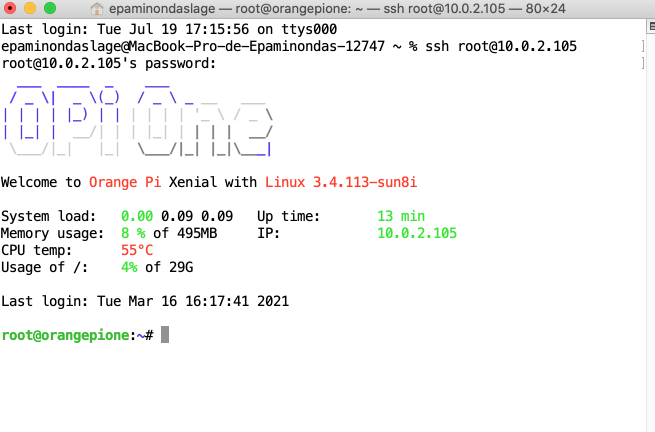 epaminondaslage — root@orangepione: ~ — ssh root@10.0.2.105 — 80×24
Last login: Tue Jul 19 17:15:56 on ttys000
epaminondaslage@MacBook-Pro-de-Epaminondas-12747 ~ % ssh root@10.0.2.105
root@10.0.2.105's password:
OPi One
Welcome to Orange Pi Xenial with Linux 3.4.113-sun8i
System load: 0.00 0.09 0.09 Up time: 13 min
Memory usage: 8 % of 495MB IP: 10.0.2.105
CPU temp: 55°C
Usage of /: 4% of 29G
Last login: Tue Mar 16 16:17:41 2021
root@orangepione:~#